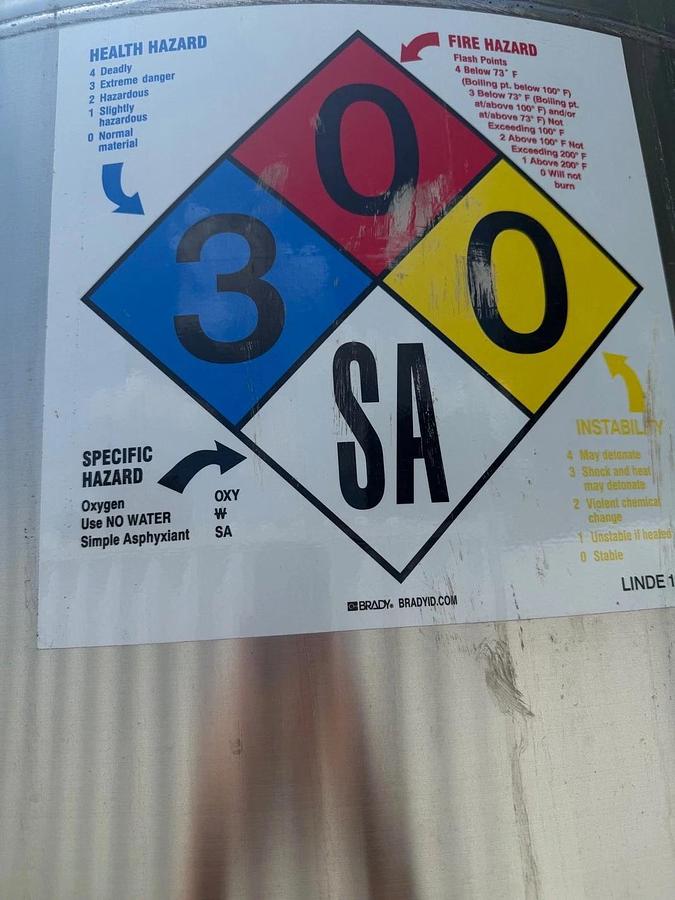 HEALTH HAZARD
4 Deadly
3 Extreme danger
2 Hazardous
1 Slightly
hazardous
0 Normal
material
FIRE HAZARD
Flash Points
4 Below 73° F
(Boiling pt. below 100° F)
3 Below 73° F (Boiling pt.
at/above 100° F) and/or
at/above 73° F) Not
Exceeding 100° F
2 Above 100° F Not
Exceeding 200° F
1 Above 200° F
0 Will not
burn
0
3
0
SA
SPECIFIC
HAZARD
Oxygen OXY
Use NO WATER W
Simple Asphyxiant SA
INSTABILITY
4 May detonate
3 Shock and heat
may detonate
2 Violent chemical
change
1 Unstable if heated
0 Stable
LINDE 1
BRADY® BRADYID.COM